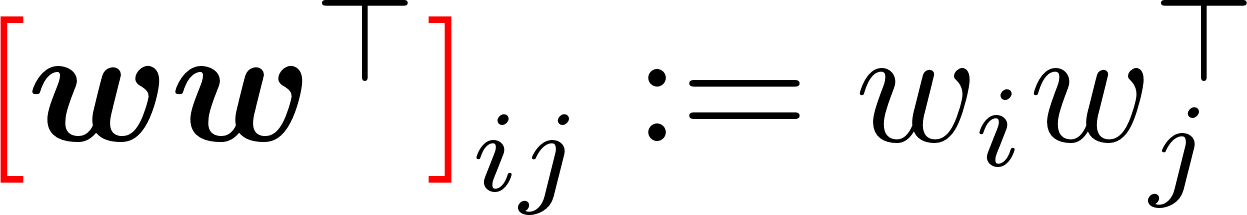 [𝒘𝒘^⊤]_{ij} := w_i w_j^⊤